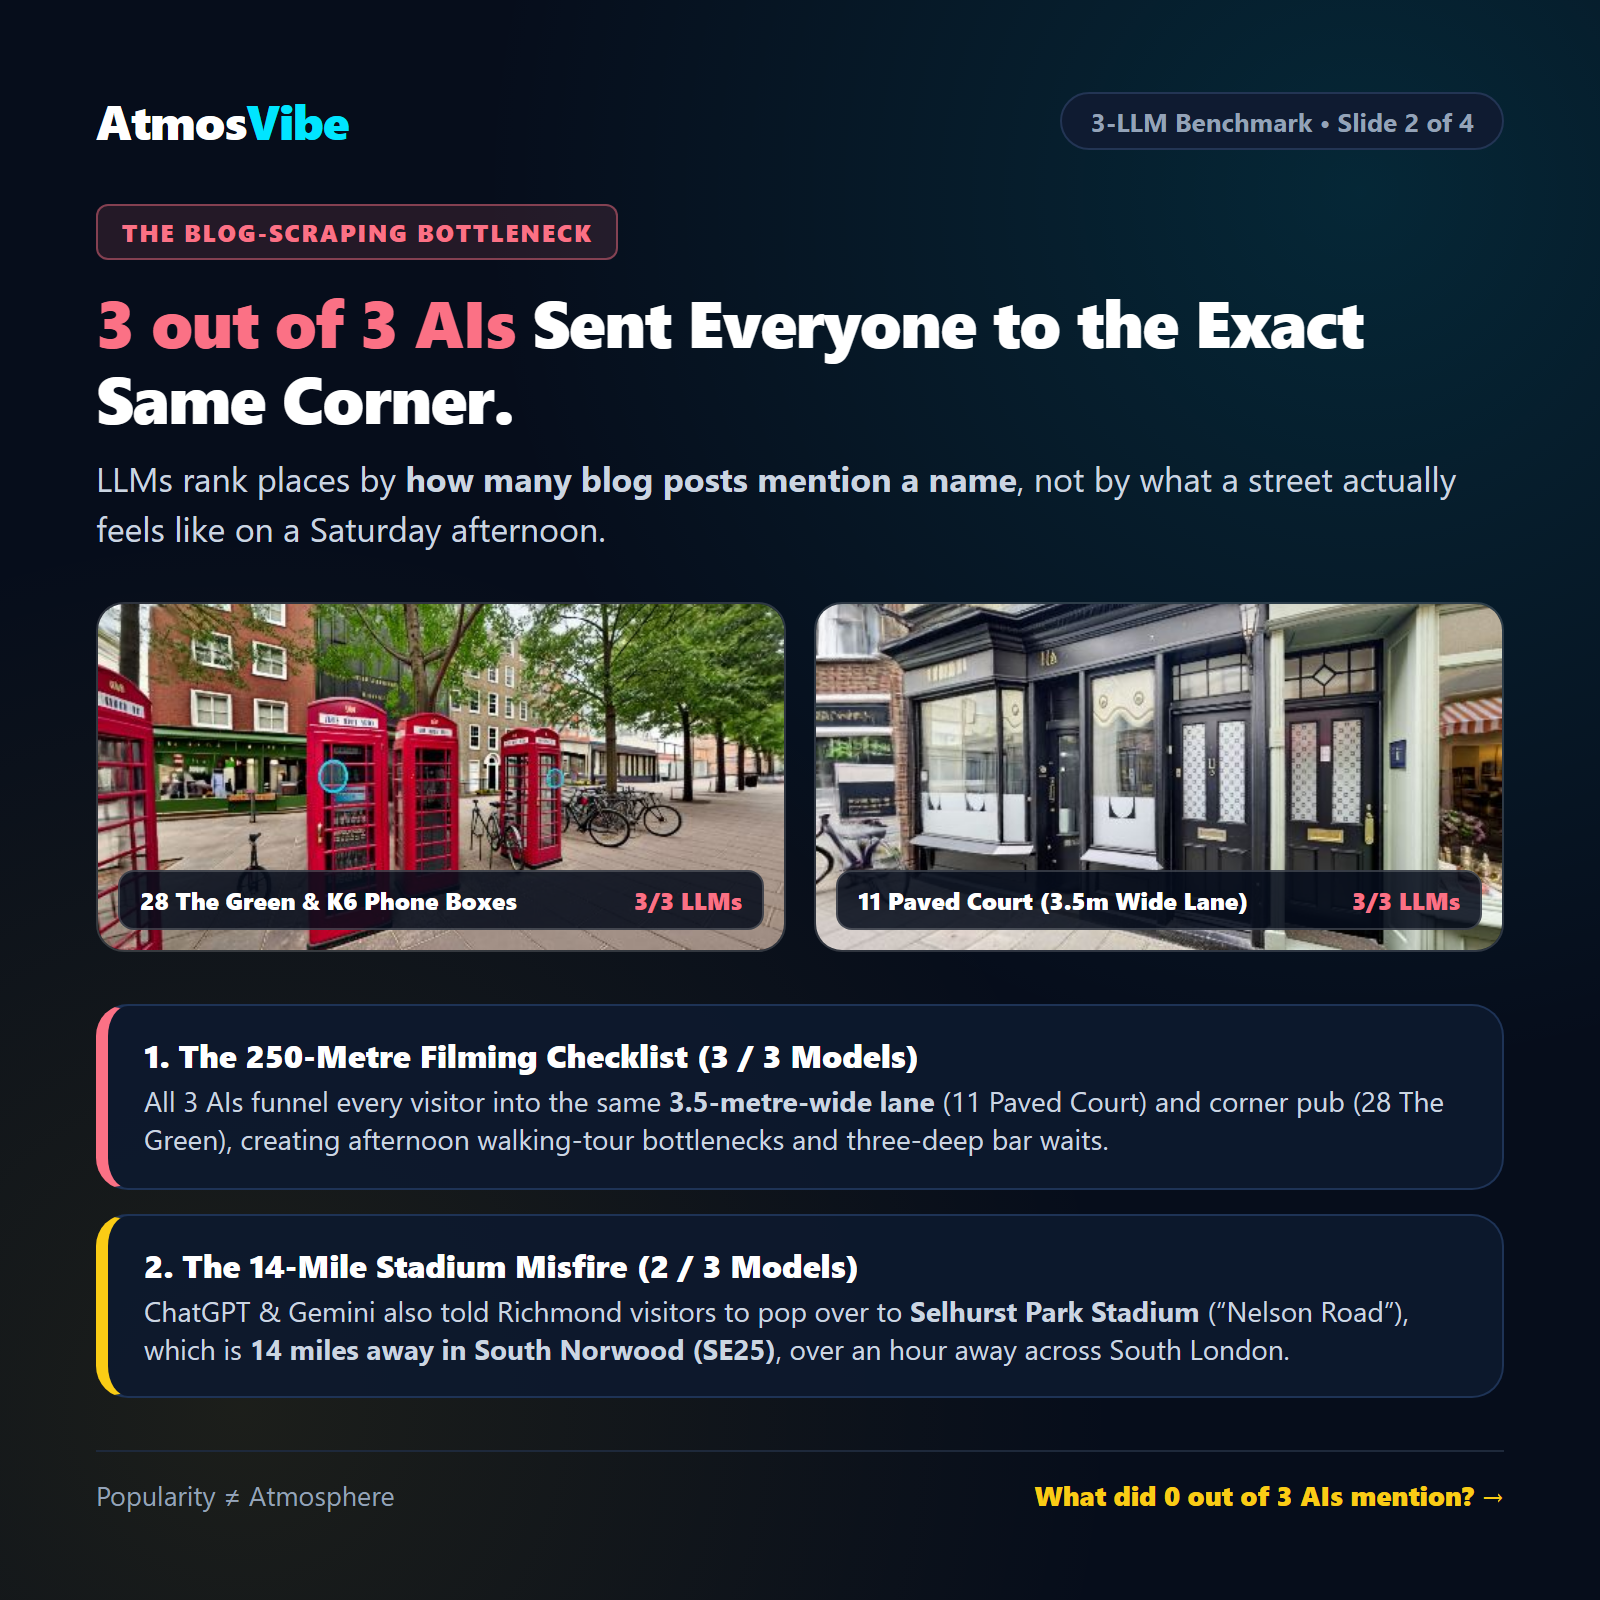 AtmosVibe
3-LLM Benchmark • Slide 2 of 4
THE BLOG-SCRAPING BOTTLENECK
3 out of 3 AIs Sent Everyone to the Exact
Same Corner.
LLMs rank places by how many blog posts mention a name, not by what a street actually
feels like on a Saturday afternoon.
28 The Green & K6 Phone Boxes
3/3 LLMs
11 Paved Court (3.5m Wide Lane)
3/3 LLMs
1. The 250-Metre Filming Checklist (3 / 3 Models)
All 3 AIs funnel every visitor into the same 3.5-metre-wide lane (11 Paved Court) and corner pub (28 The
Green), creating afternoon walking-tour bottlenecks and three-deep bar waits.
2. The 14-Mile Stadium Misfire (2 / 3 Models)
ChatGPT & Gemini also told Richmond visitors to pop over to Selhurst Park Stadium (“Nelson Road”),
which is 14 miles away in South Norwood (SE25), over an hour away across South London.
Popularity ≠ Atmosphere
What did 0 out of 3 AIs mention? →